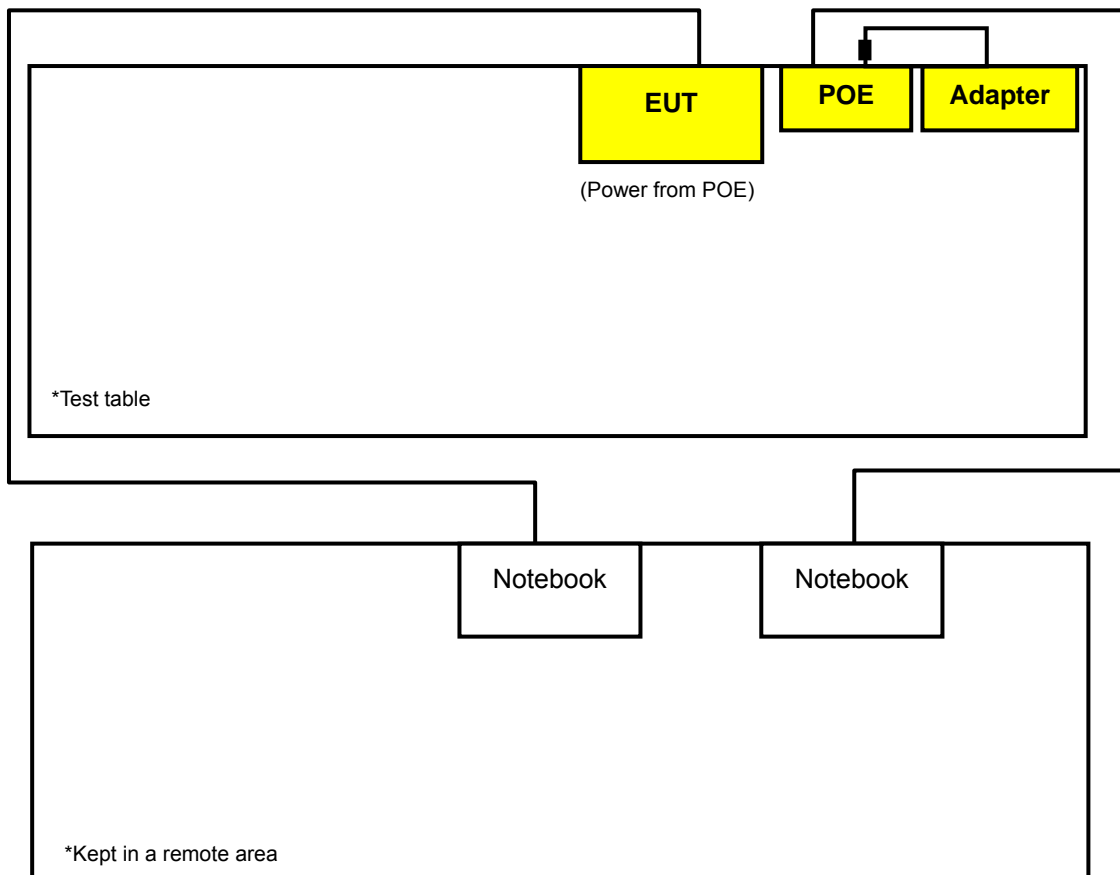 EUT
POE
Adapter
(Power from POE)
*Test table
Notebook
Notebook
*Kept in a remote area